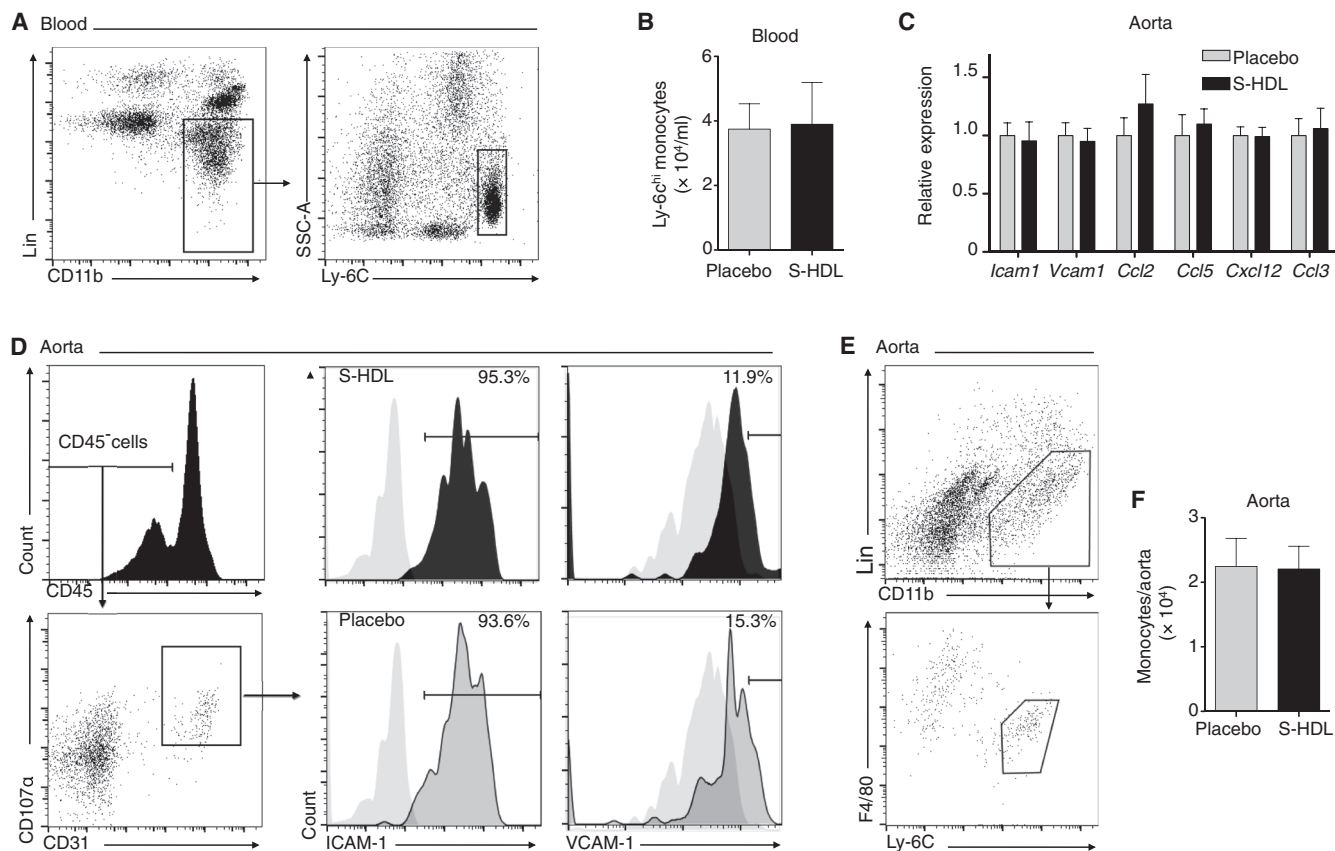 A
Blood
Lin
CD11b
SSC-A
Ly-6C
B
Blood
Ly-6c^hi monocytes
(× 10^4/ml)
6
4
2
0
Placebo
S-HDL
C
Aorta
Placebo
S-HDL
Relative expression
1.5
1.0
0.5
0
Icam1
Vcam1
Ccl2
Ccl5
Cxcl12
Ccl3
D
Aorta
CD45⁻cells
Count
CD45
S-HDL
95.3%
11.9%
CD107α
CD31
Placebo
93.6%
15.3%
Count
ICAM-1
VCAM-1
E
Aorta
Lin
CD11b
F4/80
Ly-6C
F
Aorta
Monocytes/aorta
(× 10^4)
3
2
1
0
Placebo
S-HDL